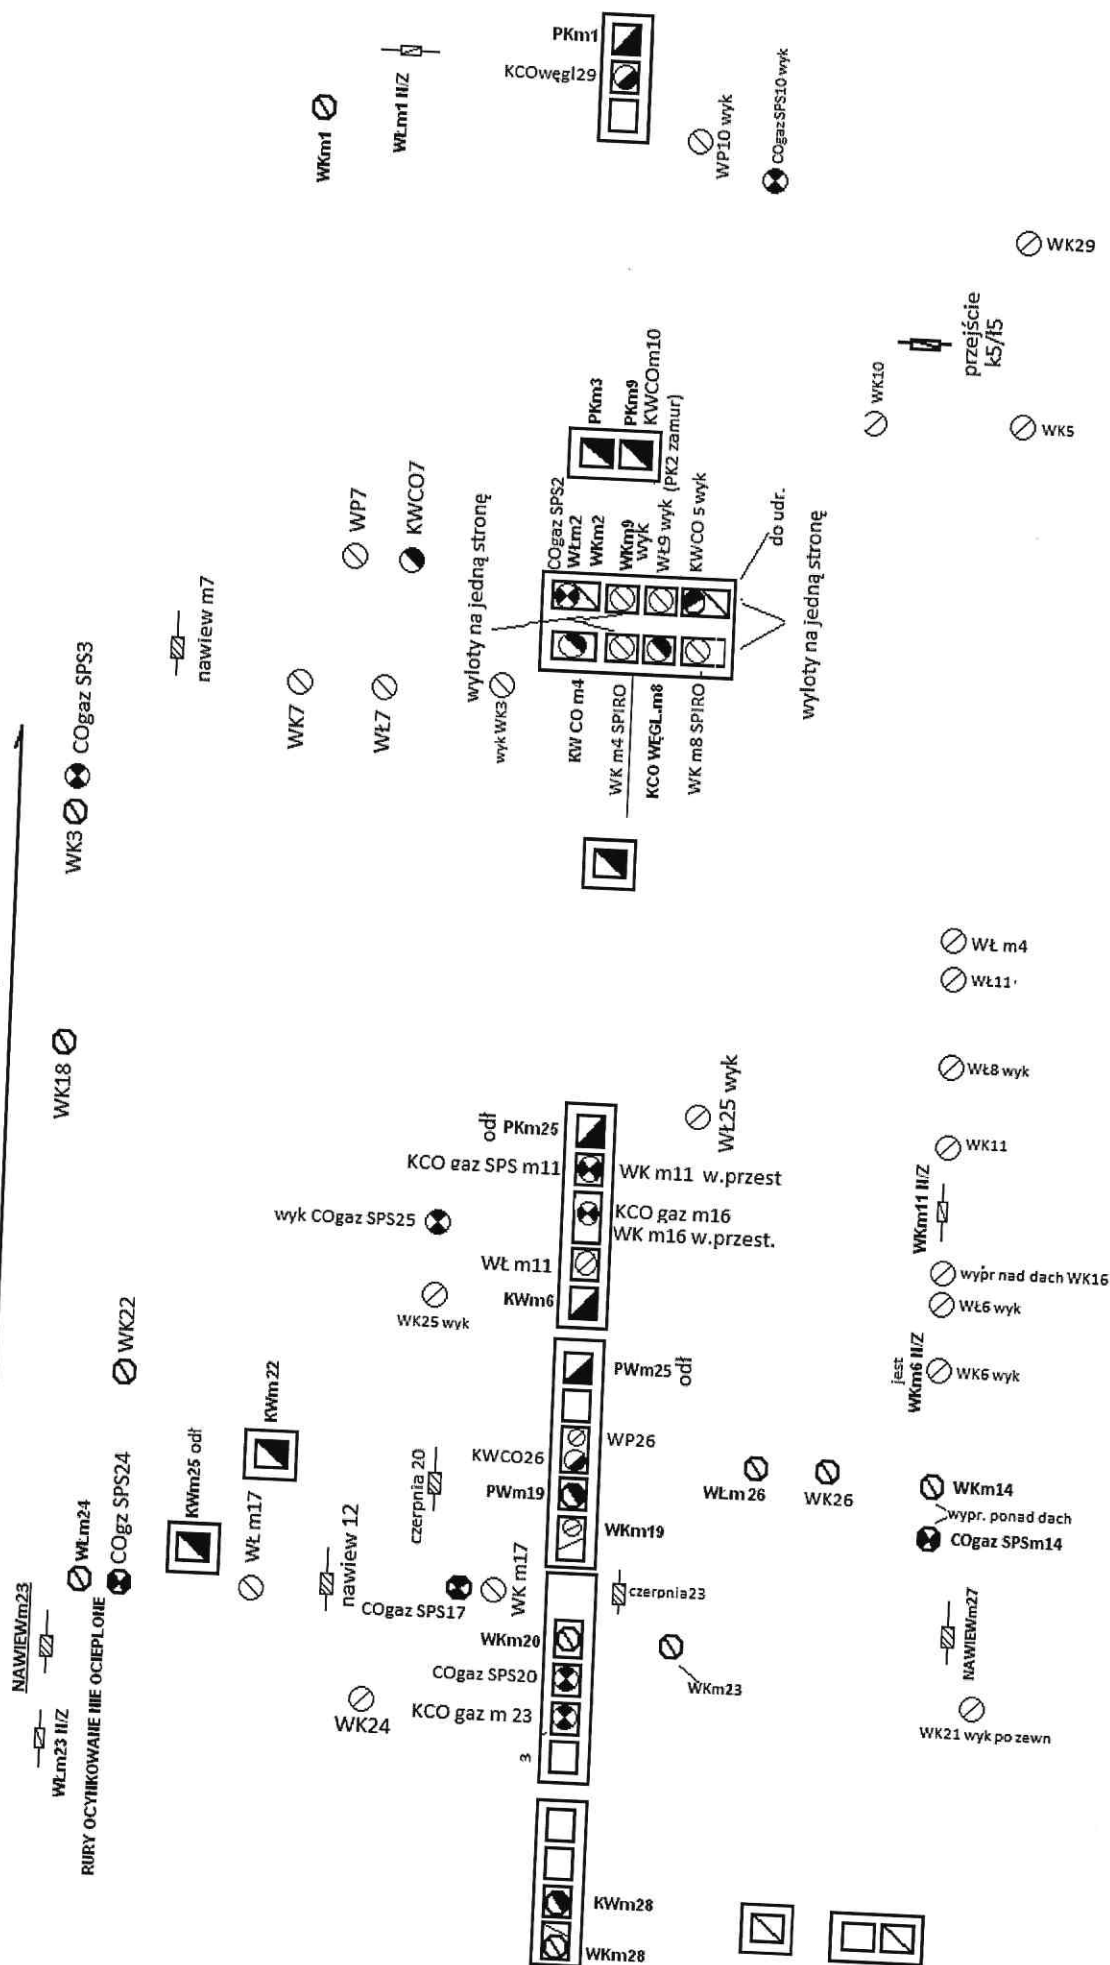 PKm1
KCOwęgl29
WŁm1 N/Z
WKm1
WP10 wyk
COgaz SPS10 wyk
WK29
przejście
k5/ł5
WK10
WK5
PKm3
PKm9
KWCOm10
(PK2 zamur)
WP7
KWCO7
nawiew m7
WK7
WŁ7
wyk WK3
wyloty na jedną stronę
COgaz SPS2
WŁm2
WKm2
WKm9
wyk
WŁ9 wyk
KWCO 5 wyk
do udr.
wyloty na jedną stronę
KW CO m4
WK m4 SPIRO
KCO WĘGL.m8
WK m8 SPIRO
COgaz SPS3
WK3
WK18
WŁ m4
WŁ11
WŁ8 wyk
WK11
WKm11 N/Z
wypr nad dach WK16
WŁ6 wyk
jest
WKm6 N/Z
WK6 wyk
WŁ25 wyk
odł
PKm25
KCO gaz SPS m11
WK m11 w.przest
KCO gaz m16
WK m16 w.przest.
wyk COgaz SPS25
WŁ m11
KWm6
WK25 wyk
WK22
KWm22
KWm25 odł
PWm25
odł
WP26
KWCO26
PWm19
WKm19
czerpnia 20
WŁm26
WK26
WKm14
wypr. ponad dach
COgaz SPSm14
WŁm24
COgz SPS24
WŁ m17
nawiew 12
COgaz SPS17
WK m17
czerpnia23
NAWIEWm23
WŁm23 N/Z
RURY OCYNKOWANE NIE OCIEPLONE
WKm20
COgaz SPS20
KCO gaz m 23
3
WK24
WKm23
NAWIEWm27
WK21 wyk po zewn
KWm28
WKm28